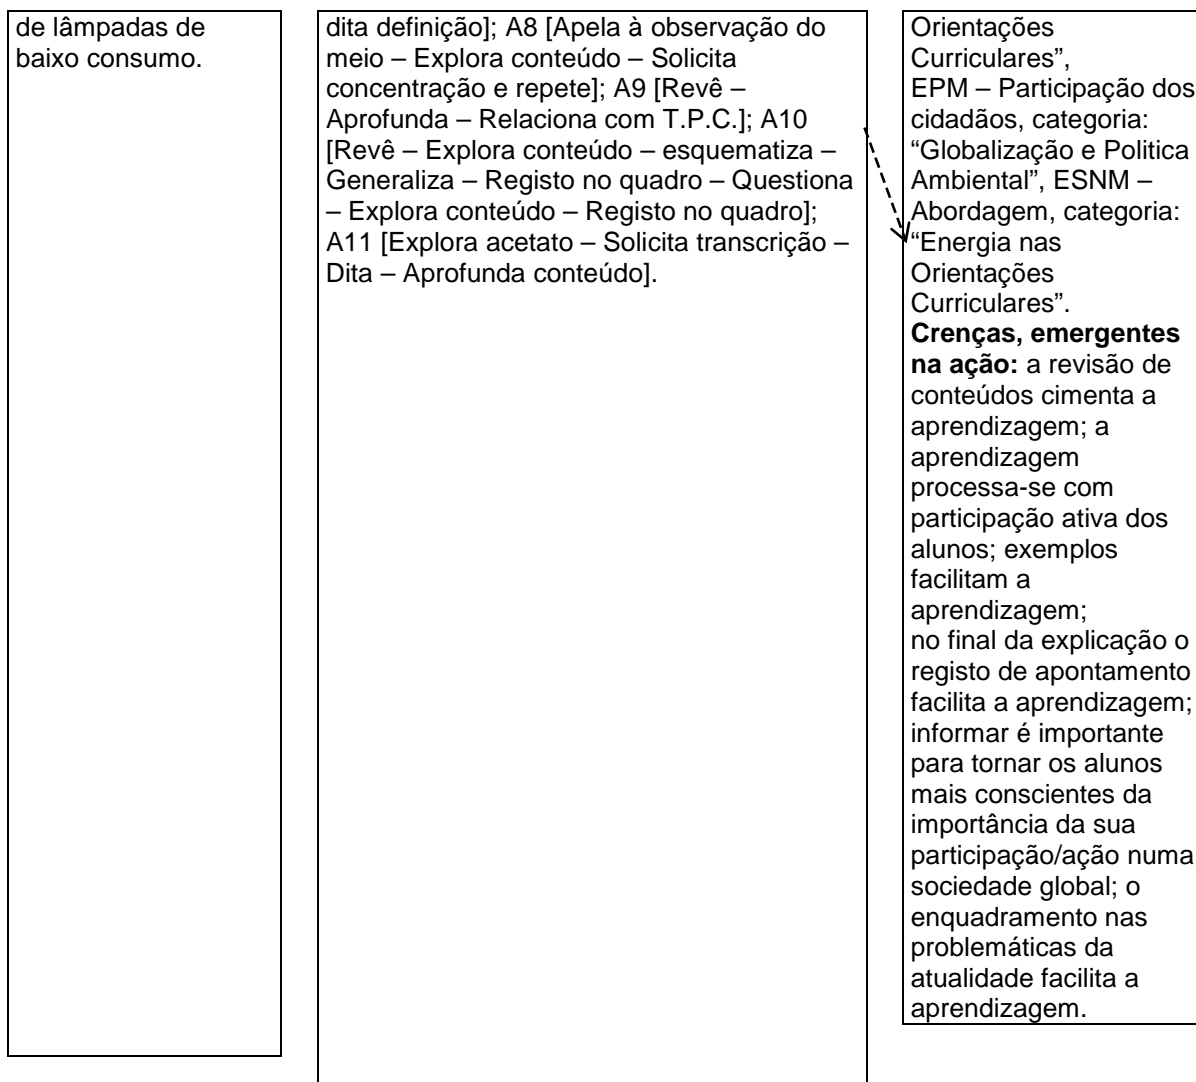 de lâmpadas de
baixo consumo.
dita definição]; A8 [Apela à observação do
meio – Explora conteúdo – Solicita
concentração e repete]; A9 [Revê –
Aprofunda – Relaciona com T.P.C.]; A10
[Revê – Explora conteúdo – esquematiza –
Generaliza – Registo no quadro – Questiona
– Explora conteúdo – Registo no quadro];
A11 [Explora acetato – Solicita transcrição –
Dita – Aprofunda conteúdo].
Orientações
Curriculares”,
EPM – Participação dos
cidadãos, categoria:
“Globalização e Politica
Ambiental”, ESNM –
Abordagem, categoria:
“Energia nas
Orientações
Curriculares”.
Crenças, emergentes
na ação: a revisão de
conteúdos cimenta a
aprendizagem; a
aprendizagem
processa-se com
participação ativa dos
alunos; exemplos
facilitam a
aprendizagem;
no final da explicação o
registo de apontamento
facilita a aprendizagem;
informar é importante
para tornar os alunos
mais conscientes da
importância da sua
participação/ação numa
sociedade global; o
enquadramento nas
problemáticas da
atualidade facilita a
aprendizagem.